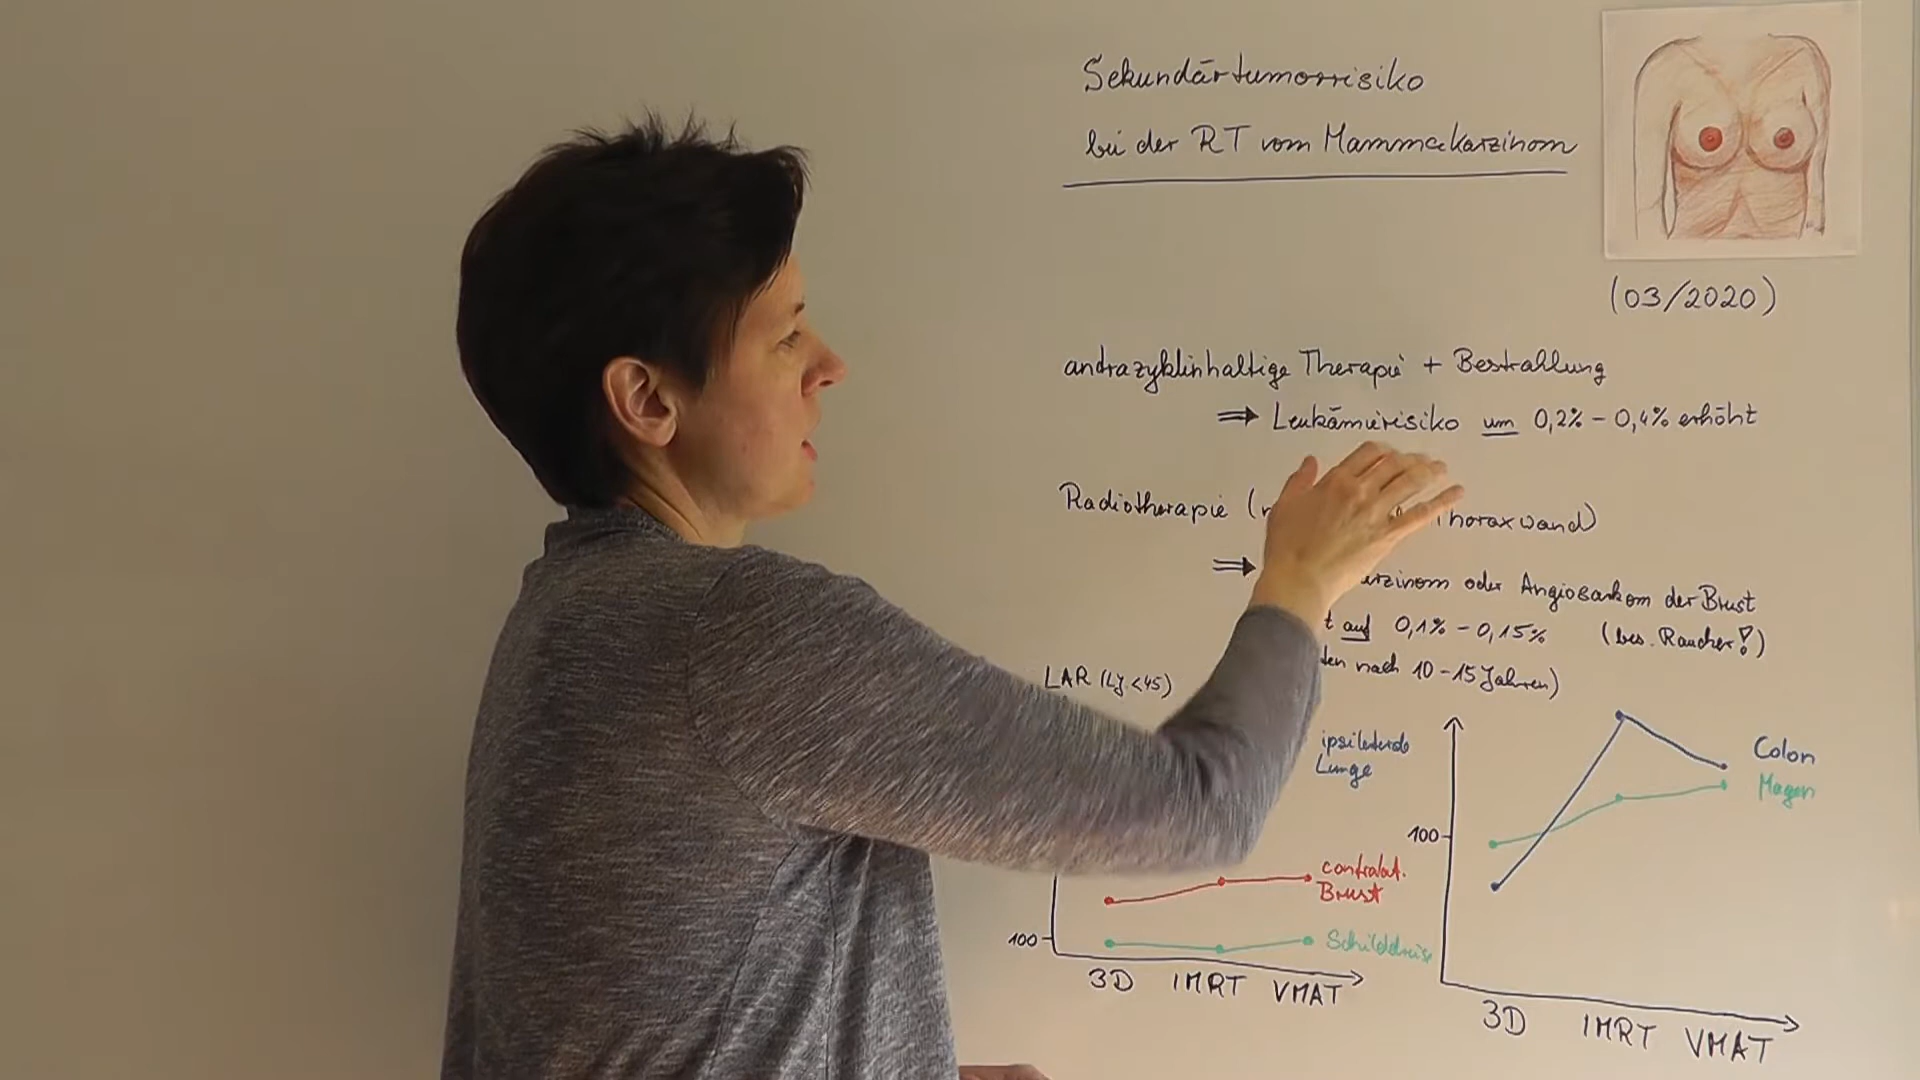 Sekundärtumorrisiko
bei der RT vom Mammakarzinom
(03/2020)
andrazyklinhaltige Therapie + Bestrahlung
⇒ Leukämierisiko um 0,2% - 0,4% erhöht
Radiotherapie ( Thoraxwand)
⇒ oder Angiosarkom der Brust
auf 0,1% - 0,15% (bes. Raucher!)
nach 10-15 Jahren)
LAR (Lj. <45)
ipsilaterale
Lunge
contralat.
Brust
Schilddrüse
100
3D IMRT VMAT
Colon
Magen
100
3D IMRT VMAT